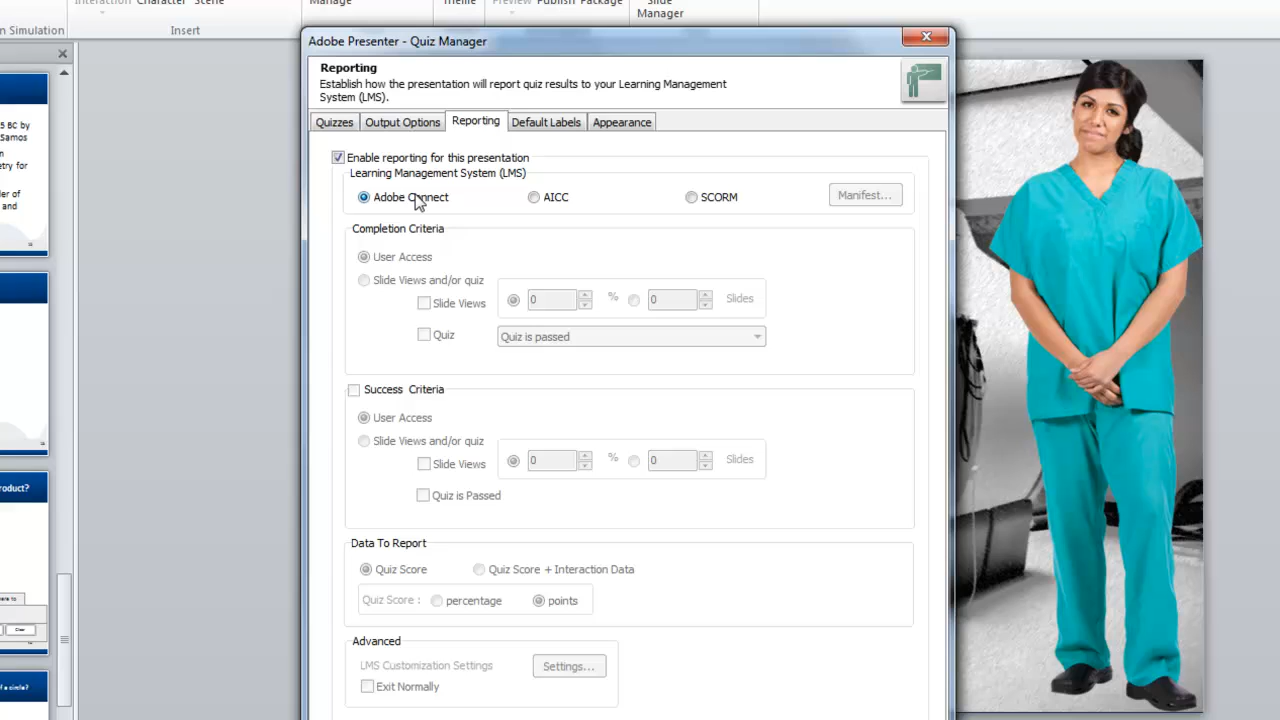 Interaction Character Scene
Manage
Theme
Preview Publish Package
Slide
Manager
n Simulation
Insert
Adobe Presenter - Quiz Manager
Reporting
Establish how the presentation will report quiz results to your Learning Management
System (LMS).
Quizzes
Output Options
Reporting
Default Labels
Appearance
5 BC by
Samos
n
etry for
der of
and
Enable reporting for this presentation
Learning Management System (LMS)
Adobe Connect
AICC
SCORM
Manifest...
Completion Criteria
User Access
Slide Views and/or quiz
Slide Views
0
%
0
Slides
Quiz
Quiz is passed
Success Criteria
User Access
Slide Views and/or quiz
Slide Views
0
%
0
Slides
Quiz is Passed
roduct?
Data To Report
Quiz Score
Quiz Score + Interaction Data
Quiz Score :
percentage
points
here to
Clear
Advanced
LMS Customization Settings
Settings...
Exit Normally
f a circle?